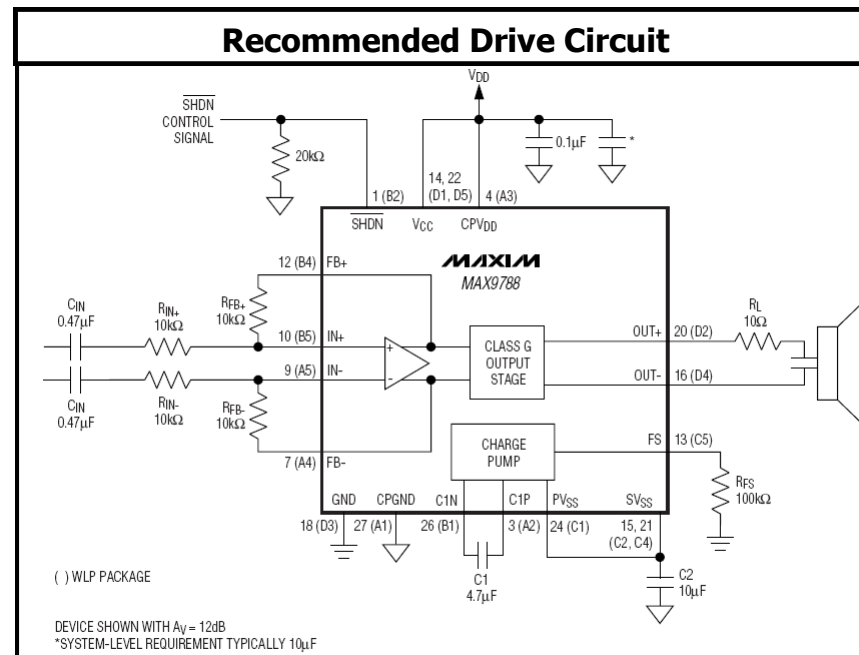 Recommended Drive Circuit
VDD
SHDN
CONTROL
SIGNAL
20kΩ
0.1µF
*
1 (B2)
14, 22
(D1, D5)
4 (A3)
SHDN
VCC
CPVDD
MAXIM
MAX9788
12 (B4)
FB+
CIN
0.47µF
RIN+
10kΩ
RFB+
10kΩ
10 (B5)
IN+
+
CLASS G
OUTPUT
STAGE
OUT+
20 (D2)
RL
10Ω
9 (A5)
IN-
-
OUT-
16 (D4)
CIN
0.47µF
RIN-
10kΩ
RFB-
10kΩ
7 (A4)
FB-
CHARGE
PUMP
FS
13 (C5)
RFS
100kΩ
GND
CPGND
C1N
C1P
PVSS
SVSS
18 (D3)
27 (A1)
26 (B1)
3 (A2)
24 (C1)
15, 21
(C2, C4)
C1
4.7µF
C2
10µF
( ) WLP PACKAGE
DEVICE SHOWN WITH AV = 12dB
*SYSTEM-LEVEL REQUIREMENT TYPICALLY 10µF